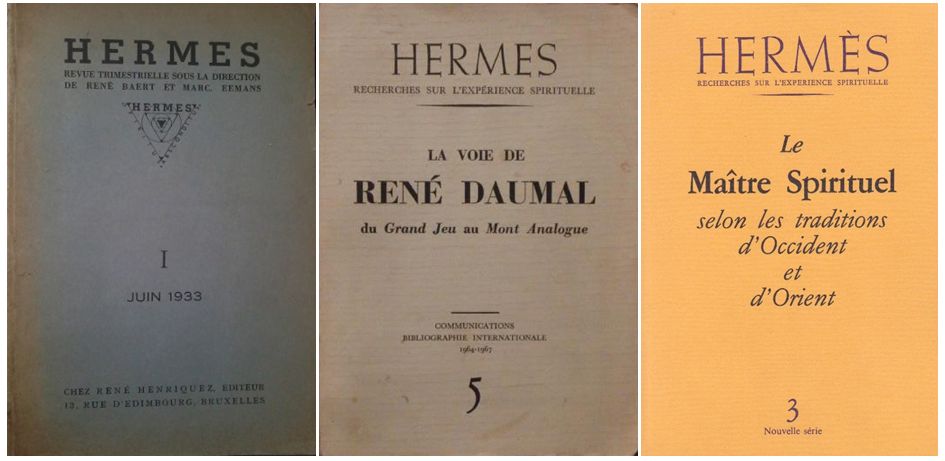 HERMES
REVUE TRIMESTRIELLE SOUS LA DIRECTION
DE RENÉ BAERT ET MARC. EEMANS
HERMES
I
JUIN 1933
CHEZ RENÉ HENRIQUEZ, ÉDITEUR
13, RUE D'EDIMBOURG, BRUXELLES
HERMES
RECHERCHES SUR L'EXPÉRIENCE SPIRITUELLE
LA VOIE DE
RENÉ DAUMAL
du Grand Jeu au Mont Analogue
COMMUNICATIONS
BIBLIOGRAPHIE INTERNATIONALE
1964-1967
5
HERMÈS
RECHERCHES SUR L'EXPERIENCE SPIRITUELLE
Le
Maître Spirituel
selon les traditions
d'Occident
et
d'Orient
3
Nouvelle série